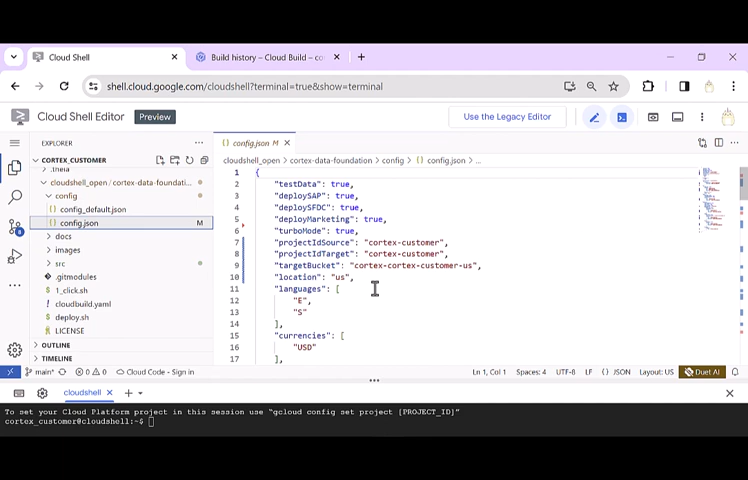 Cloud Shell
Build history – Cloud Build – co
shell.cloud.google.com/cloudshell?terminal=true&show=terminal
Cloud Shell Editor
Preview
Use the Legacy Editor
EXPLORER
CORTEX_CUSTOMER
.theia
cloudshell_open / cortex-data-foundati...
config
config_default.json
config.json
M
docs
images
src
.gitmodules
1_click.sh
cloudbuild.yaml
deploy.sh
LICENSE
OUTLINE
TIMELINE
config.json M
cloudshell_open > cortex-data-foundation > config > config.json > ...
1 {
2 "testData": true,
3 "deploySAP": true,
4 "deploySFDC": true,
5 "deployMarketing": true,
6 "turboMode": true,
7 "projectIdSource": "cortex-customer",
8 "projectIdTarget": "cortex-customer",
9 "targetBucket": "cortex-cortex-customer-us",
10 "location": "us",
11 "languages": [
12 "E",
13 "S"
14 ],
15 "currencies": [
16 "USD"
17 ],
main*
0 0
Cloud Code - Sign in
Ln 1, Col 1
Spaces: 4
UTF-8
LF
{} JSON
Layout: US
Duet AI
cloudshell
To set your Cloud Platform project in this session use "gcloud config set project [PROJECT_ID]"
cortex_customer@cloudshell:~$